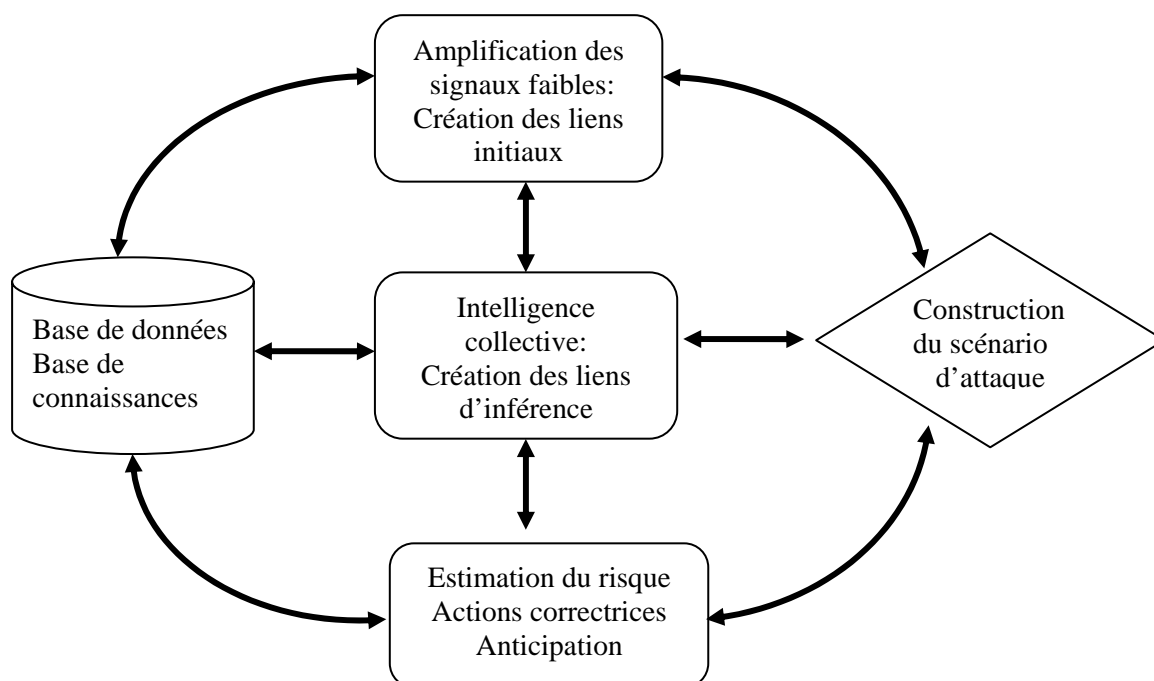 Amplification des
signaux faibles:
Création des liens
initiaux
Base de données
Base de
connaissances
Intelligence
collective:
Création des liens
d’inférence
Construction
du scénario
d’attaque
Estimation du risque
Actions correctrices
Anticipation